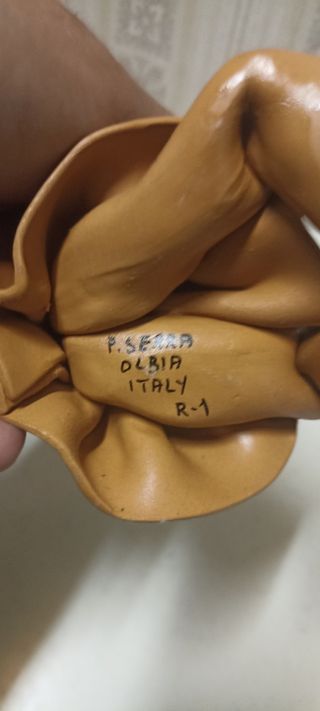 P. SERRA
OLBIA
ITALY
R-1